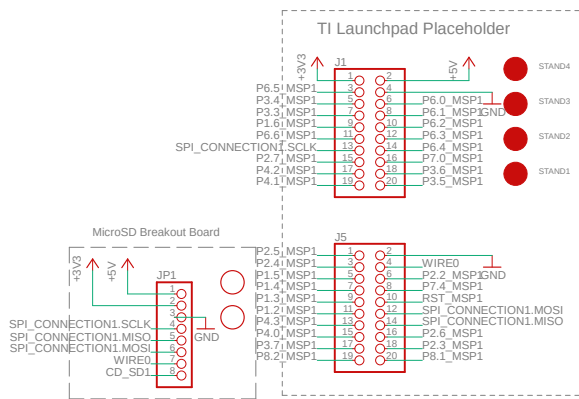 TI Launchpad Placeholder
+3V3
J1
+5V
STAND4
1 2
P6.5_MSP1 3 4
P3.4_MSP1 5 6 P6.0_MSP1 GND STAND3
P3.3_MSP1 7 8 P6.1_MSP1
P1.6_MSP1 9 10 P6.2_MSP1
P6.6_MSP1 11 12 P6.3_MSP1 STAND2
SPI_CONNECTION1.SCLK 13 14 P6.4_MSP1
P2.7_MSP1 15 16 P7.0_MSP1
P4.2_MSP1 17 18 P3.6_MSP1 STAND1
P4.1_MSP1 19 20 P3.5_MSP1
MicroSD Breakout Board
J5
P2.5_MSP1 1 2
P2.4_MSP1 3 4 WIRE0
P1.5_MSP1 5 6 P2.2_MSP1 GND
P1.4_MSP1 7 8 P7.4_MSP1
P1.3_MSP1 9 10 RST_MSP1
P1.2_MSP1 11 12 SPI_CONNECTION1.MOSI
P4.3_MSP1 13 14 SPI_CONNECTION1.MISO
P4.0_MSP1 15 16 P2.6_MSP1
P3.7_MSP1 17 18 P2.3_MSP1
P8.2_MSP1 19 20 P8.1_MSP1
+3V3
+5V
JP1
1
2
3
SPI_CONNECTION1.SCLK 4 GND
SPI_CONNECTION1.MISO 5
SPI_CONNECTION1.MOSI 6
WIRE0 7
CD_SD1 8